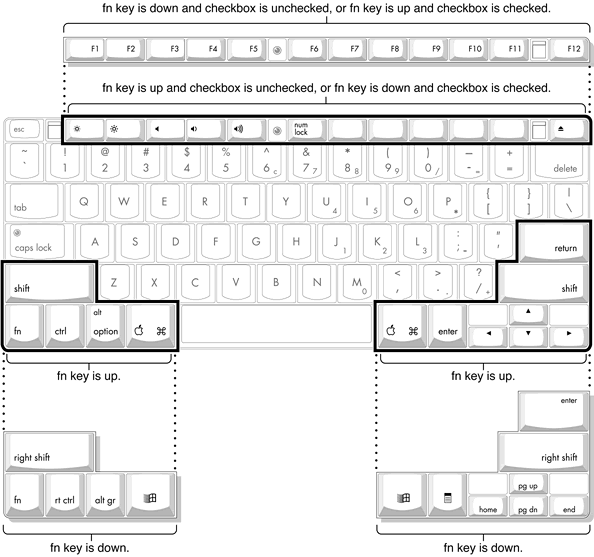 fn key is down and checkbox is unchecked, or fn key is up and checkbox is checked.
F1 F2 F3 F4 F5 F6 F7 F8 F9 F10 F11 F12
fn key is up and checkbox is unchecked, or fn key is down and checkbox is checked.
esc num lock
~ ! @ # $ % ^ & * ( ) – +
` 1 2 3 4 5 6 c 7 7 8 8 9 9 0 / - = delete
tab Q W E R T Y U 4 I 5 O 6 P * { [ } ] | \
caps lock A S D F G H J 1 K 2 L 3 : ; - " ' return
shift Z X C V B N M 0 < , > . . ? / + shift
fn ctrl alt option ⌘ ⌘ enter ◄ ▲ ▼ ►
fn key is up. fn key is up.
enter
right shift right shift
fn rt ctrl alt gr pg up
home pg dn end
fn key is down. fn key is down.